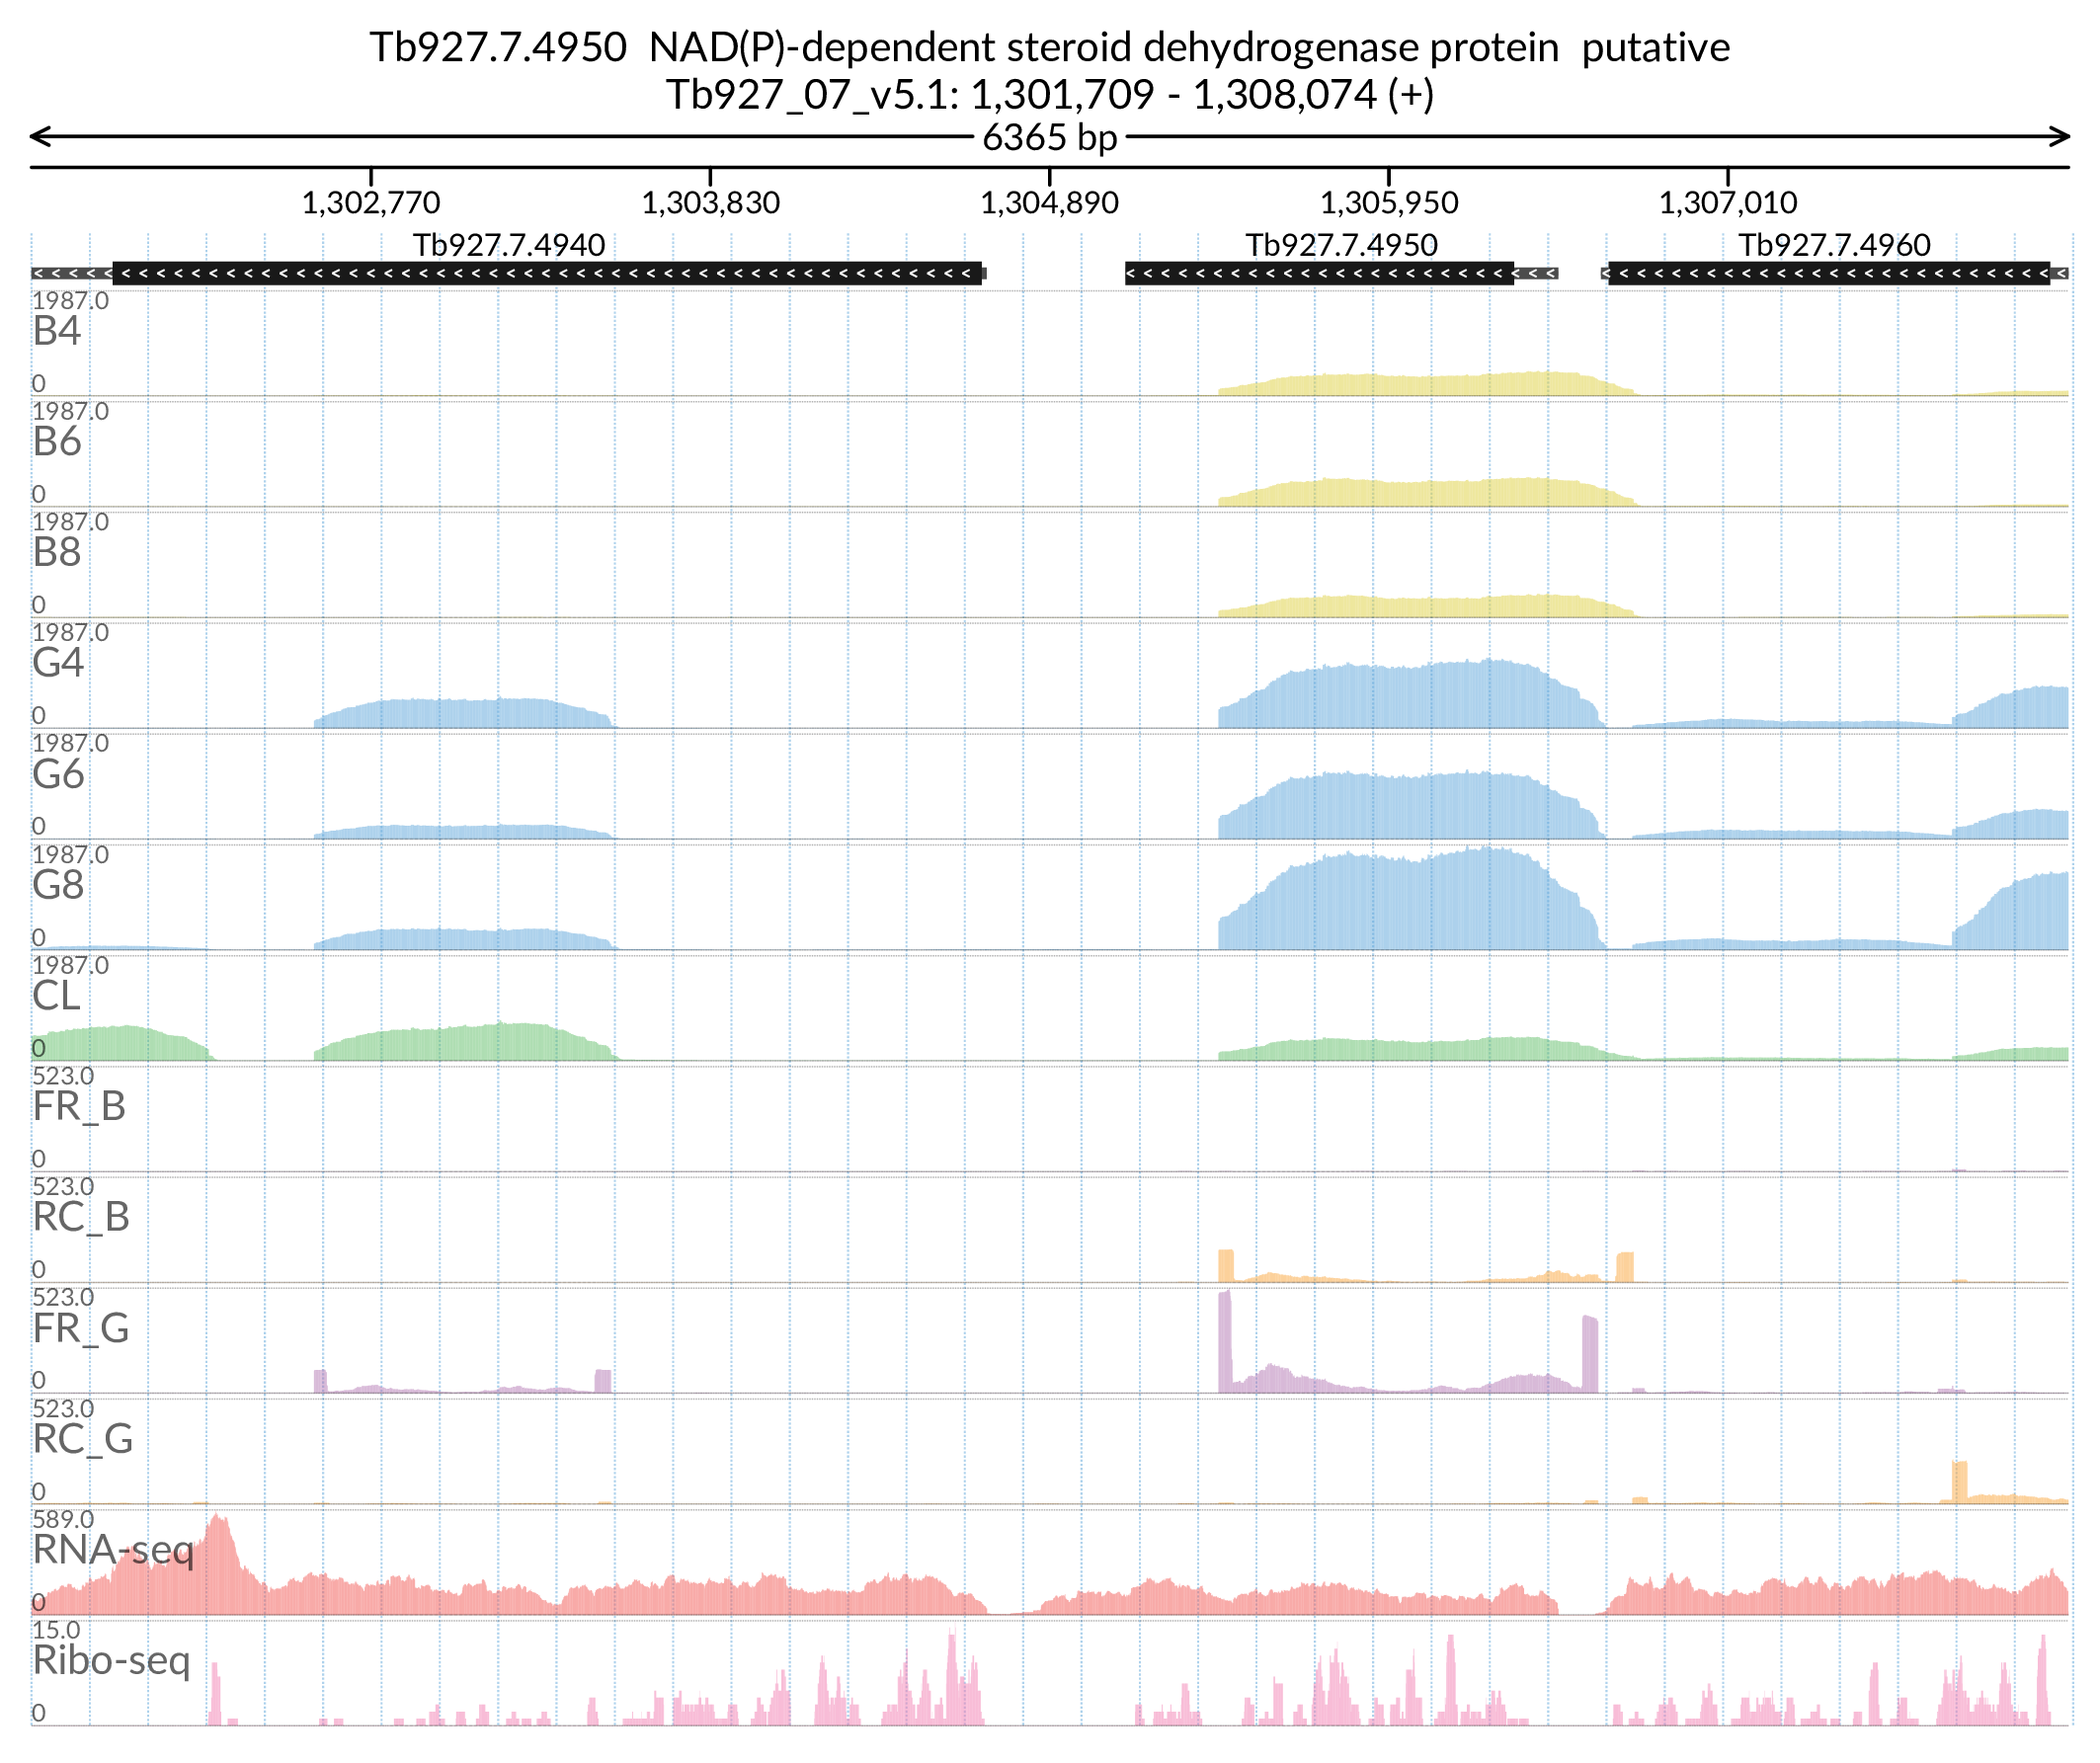 Tb927.7.4950 NAD(P)-dependent steroid dehydrogenase protein putative
Tb927_07_v5.1: 1,301,709 - 1,308,074 (+)
6365 bp
1,302,770 1,303,830 1,304,890 1,305,950 1,307,010
Tb927.7.4940 Tb927.7.4950 Tb927.7.4960
1987.0
B4
0
1987.0
B6
0
1987.0
B8
0
1987.0
G4
0
1987.0
G6
0
1987.0
G8
0
1987.0
CL
0
523.0
FR_B
0
523.0
RC_B
0
523.0
FR_G
0
523.0
RC_G
0
589.0
RNA-seq
0
15.0
Ribo-seq
0